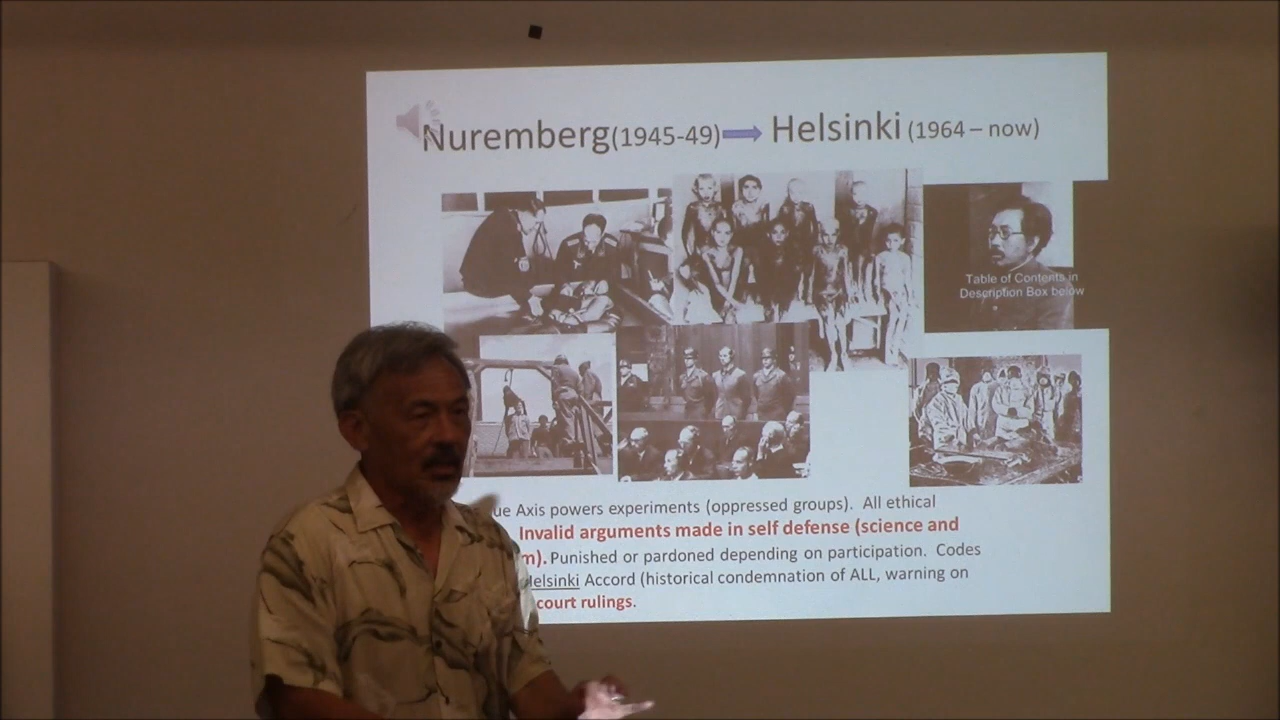 Nuremberg(1945-49) Helsinki (1964 – now)
Table of Contents in
Description Box below
ue Axis powers experiments (oppressed groups). All ethical
Invalid arguments made in self defense (science and
m). Punished or pardoned depending on participation. Codes
Helsinki Accord (historical condemnation of ALL, warning on
court rulings.